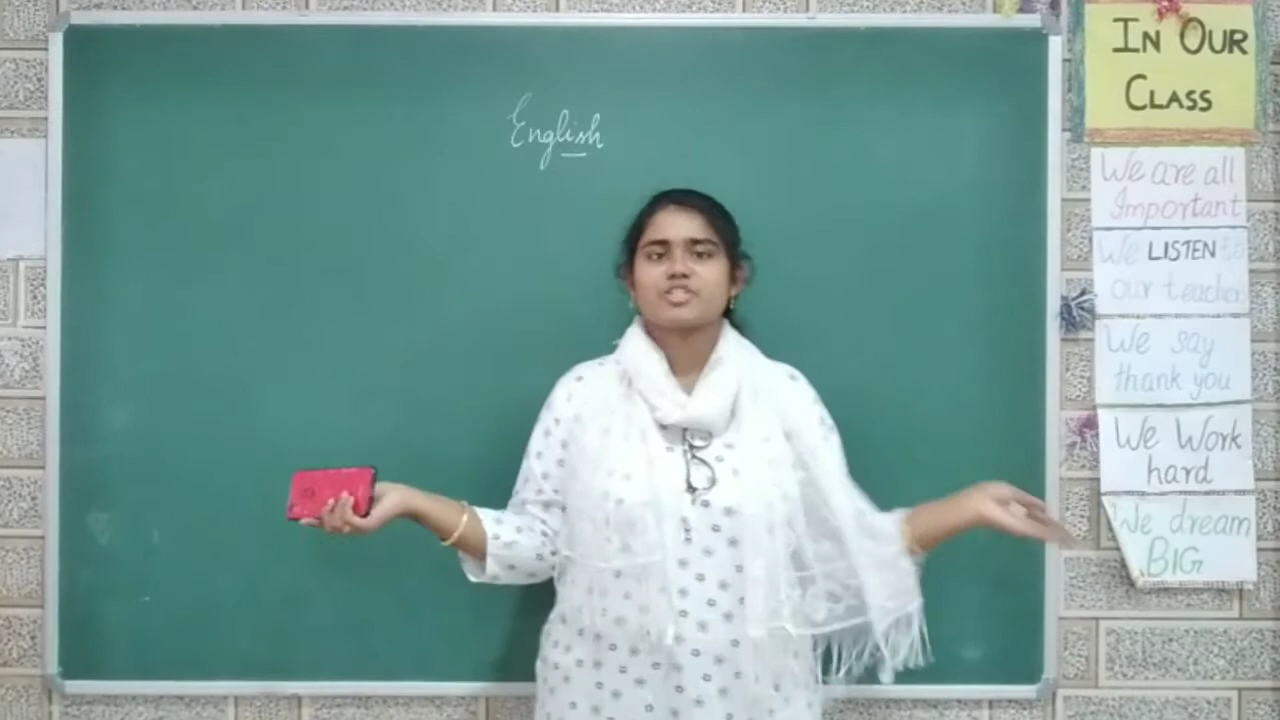 English
In Our
Class
We are all
Important
We LISTEN to
our teacher
We say
thank you
We Work
hard
We dream
BIG